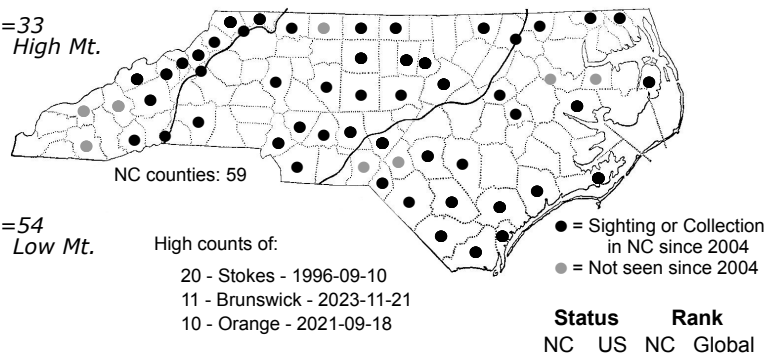 =33
High Mt.
NC counties: 59
=54
Low Mt.
High counts of:
20 - Stokes - 1996-09-10
11 - Brunswick - 2023-11-21
10 - Orange - 2021-09-18
= Sighting or Collection
in NC since 2004
= Not seen since 2004
Status Rank
NC US NC Global